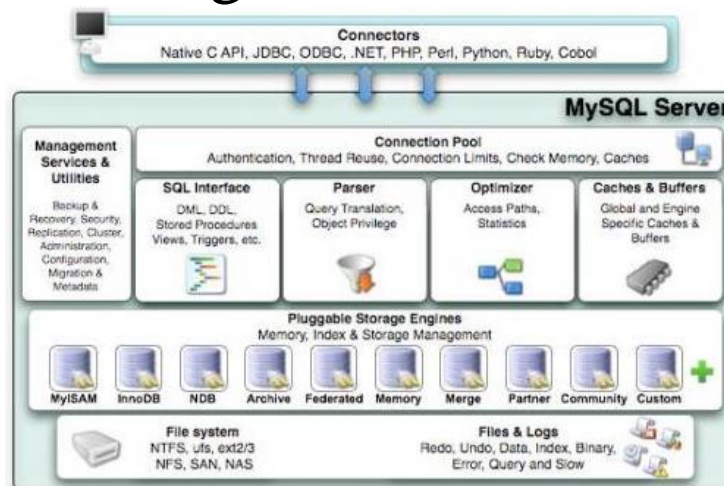 Connectors
Native C API, JDBC, ODBC, .NET, PHP, Perl, Python, Ruby, Cobol
MySQL Server
Management
Services &
Utilities
Backup &
Recovery, Security,
Replication, Cluster,
Administration,
Configuration,
Migration &
Metadata
Connection Pool
Authentication, Thread Reuse, Connection Limits, Check Memory, Caches
SQL Interface
DML, DDL,
Stored Procedures
Views, Triggers, etc.
Parser
Query Translation,
Object Privilege
Optimizer
Access Paths,
Statistics
Caches & Buffers
Global and Engine
Specific Caches &
Buffers
Pluggable Storage Engines
Memory, Index & Storage Management
MyISAM InnoDB NDB Archive Federated Memory Merge Partner Community Custom
File system
NTFS, ufs, ext2/3
NFS, SAN, NAS
Files & Logs
Redo, Undo, Data, Index, Binary,
Error, Query and Slow